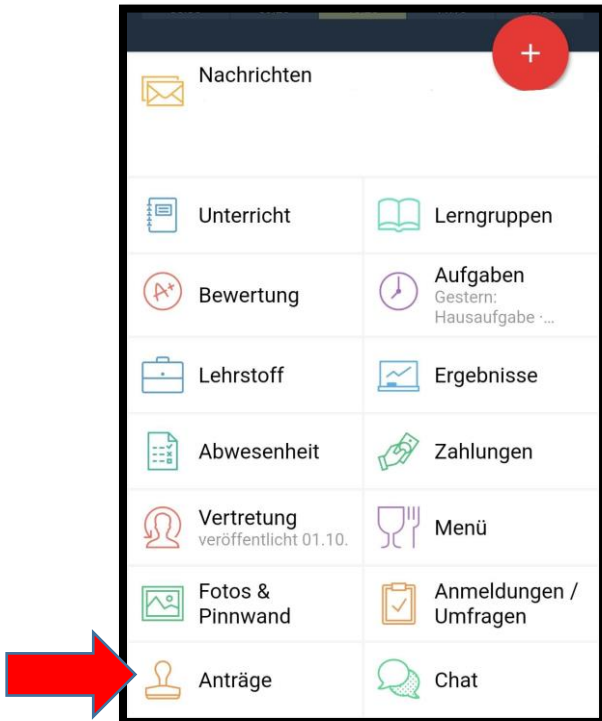 +
Nachrichten
Unterricht
Lerngruppen
A+
Bewertung
Aufgaben
Gestern:
Hausaufgabe ·...
Lehrstoff
Ergebnisse
Abwesenheit
Zahlungen
Vertretung
veröffentlicht 01.10.
Menü
Fotos &
Pinnwand
Anmeldungen /
Umfragen
Anträge
Chat